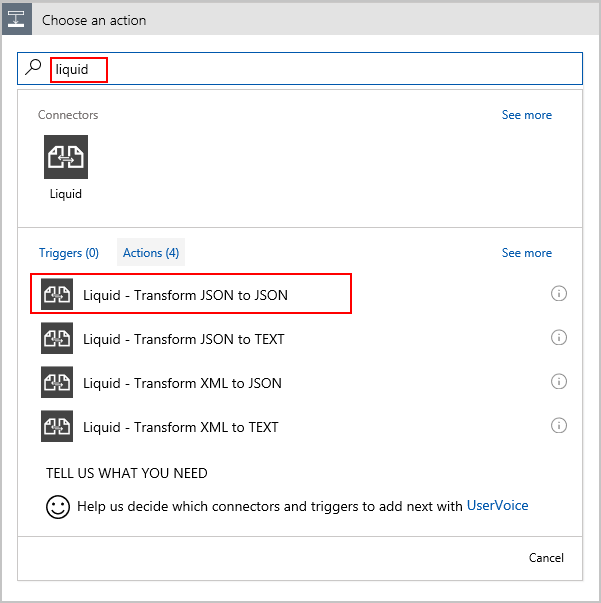 Choose an action
liquid
Connectors See more
Liquid
Triggers (0) Actions (4) See more
Liquid - Transform JSON to JSON
Liquid - Transform JSON to TEXT
Liquid - Transform XML to JSON
Liquid - Transform XML to TEXT
TELL US WHAT YOU NEED
Help us decide which connectors and triggers to add next with UserVoice
Cancel